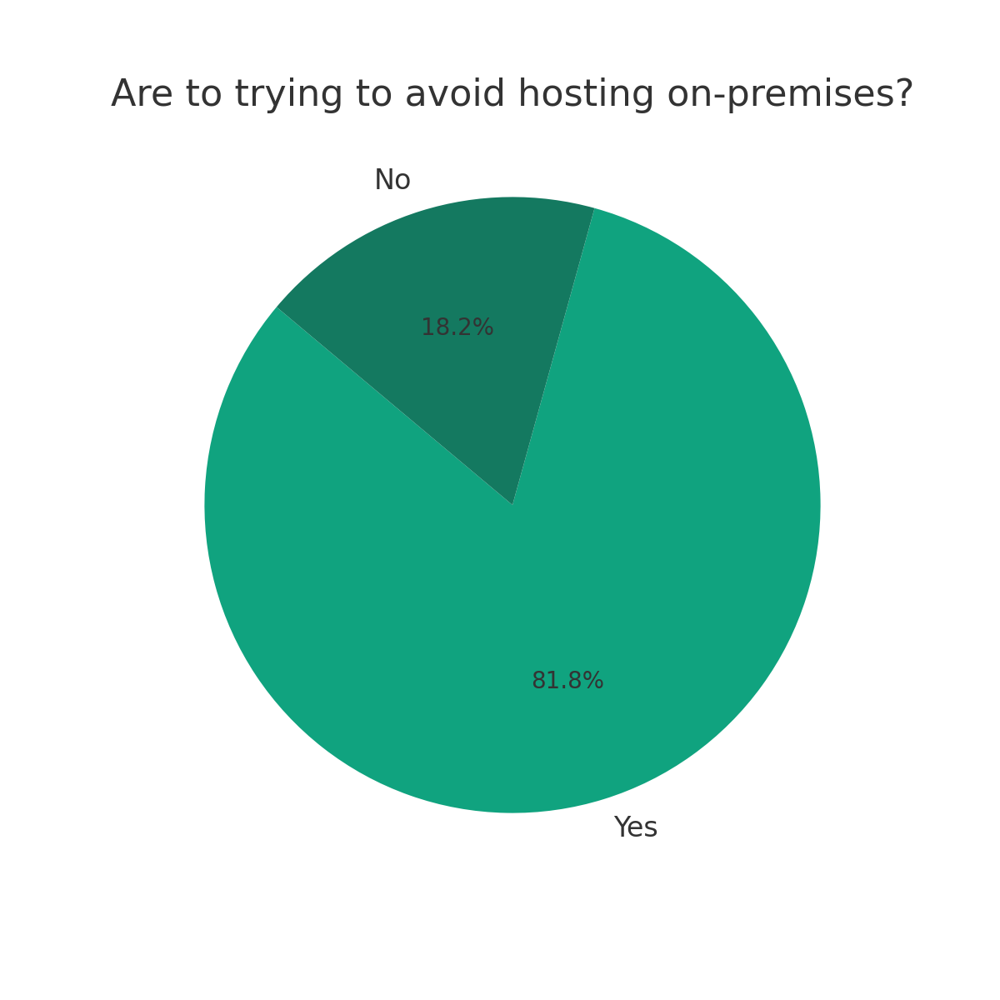 Are to trying to avoid hosting on-premises?
No
18.2%
81.8%
Yes